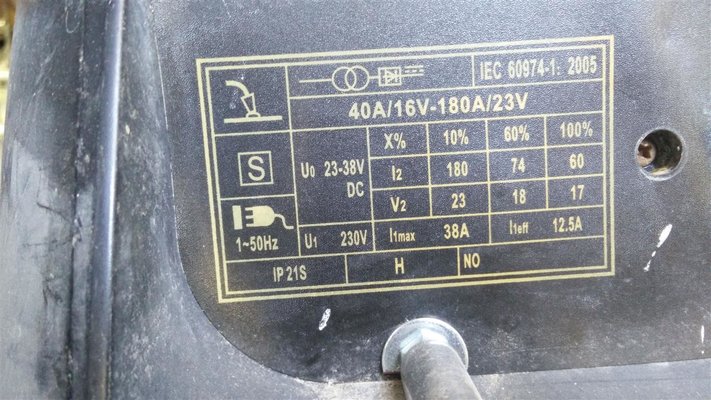 IEC 60974-1: 2005
40A/16V-180A/23V
X% 10% 60% 100%
S
U0 23-38V DC
I2 180 74 60
V2 23 18 17
1~50Hz
U1 230V I1max 38A I1eff 12.5A
IP 21S H NO